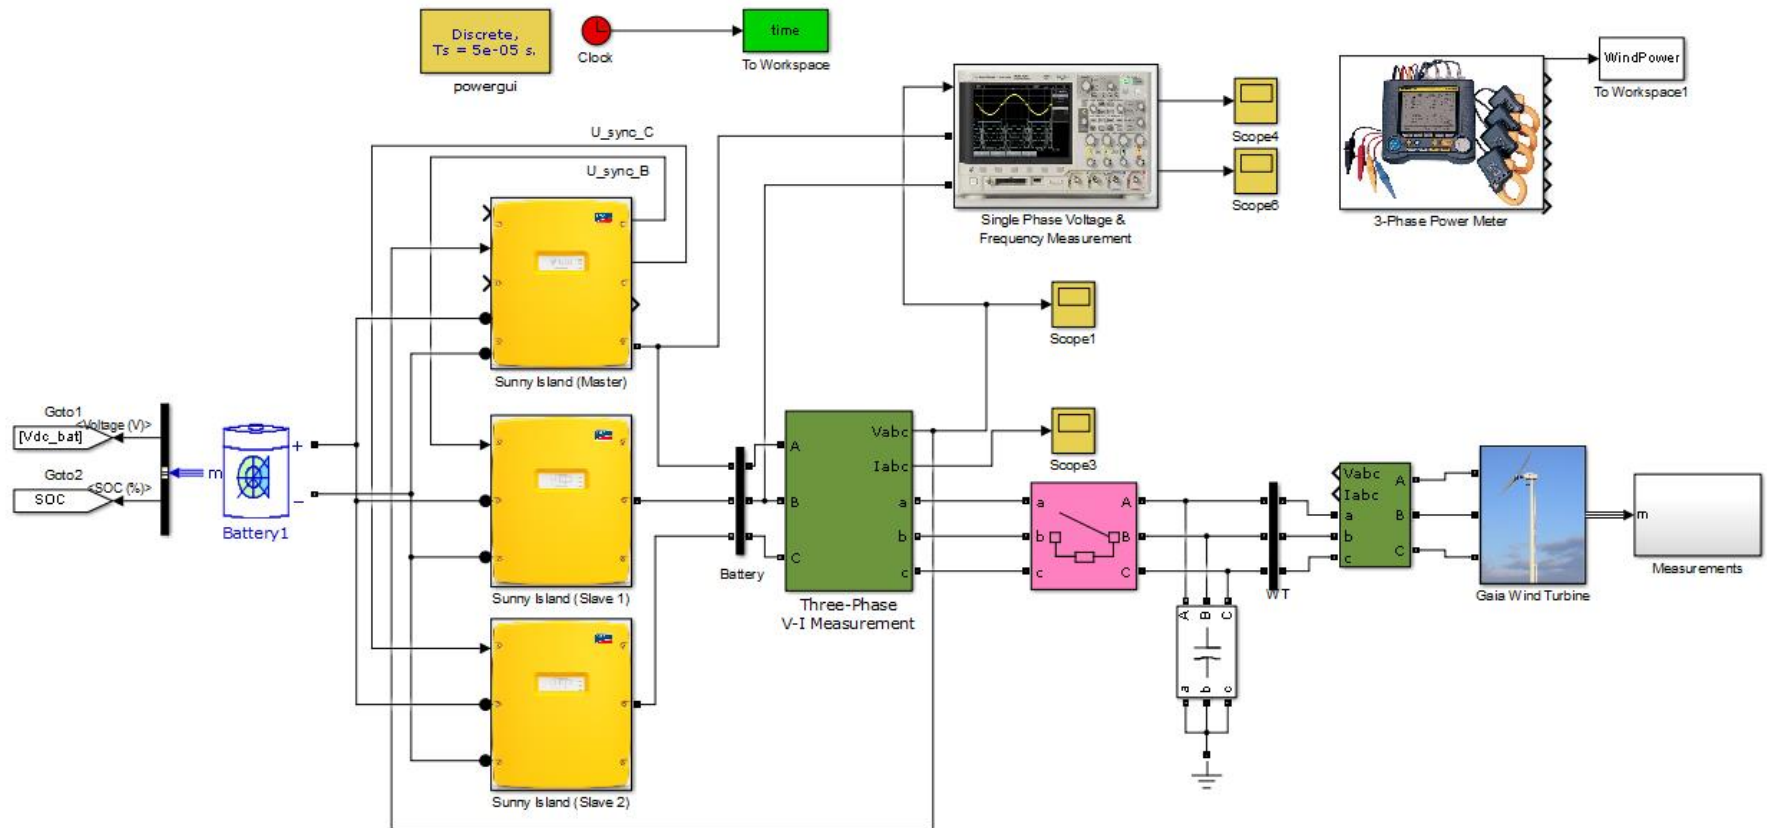 Discrete,
Ts = 5e-05 s.
powergui
Clock
time
To Workspace
WindPower
To Workspace1
3-Phase Power Meter
Scope4
Scope6
Single Phase Voltage &
Frequency Measurement
U_sync_C
U_sync_B
Sunny Island (Master)
Scope1
Goto1
<Voltage (V)>
[Vdc_bat]
Goto2
<SOC (%)>
SOC
m
+
−
Battery1
Sunny Island (Slave 1)
Sunny Island (Slave 2)
Battery
A
B
C
Vabc
Iabc
a
b
c
Three-Phase
V-I Measurement
Scope3
a
b
c
A
B
C
A
B
C
a
b
c
WT
Vabc
Iabc
a
b
c
A
B
C
Gaia Wind Turbine
m
Measurements